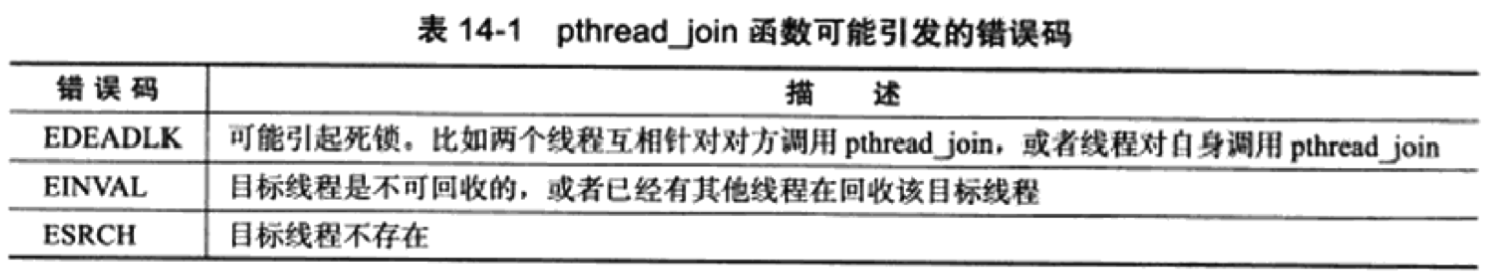 表 14-1 pthread_join 函数可能引发的错误码
错误码 描述
EDEADLK 可能引起死锁。比如两个线程互相针对对方调用 pthread_join，或者线程对自身调用 pthread_join
EINVAL 目标线程是不可回收的，或者已经有其他线程在回收该目标线程
ESRCH 目标线程不存在